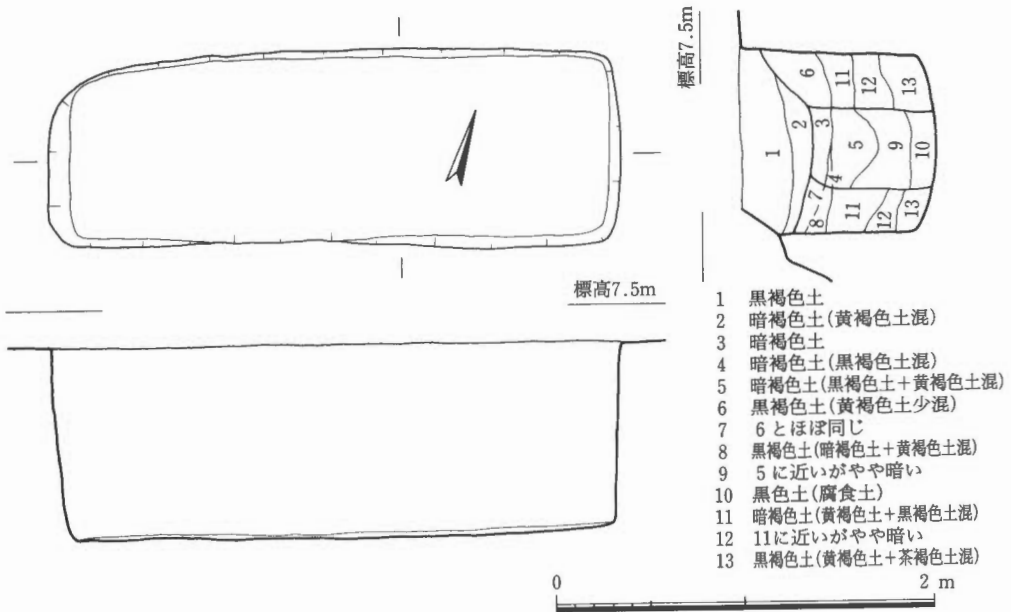 標高7.5m
6
11
12
13
2
3
1
5
9
10
4
8~7
11
12
13
標高7.5m
1 黒褐色土
2 暗褐色土(黄褐色土混)
3 暗褐色土
4 暗褐色土(黒褐色土混)
5 暗褐色土(黒褐色土+黄褐色土混)
6 黒褐色土(黄褐色土少混)
7 6とほぼ同じ
8 黒褐色土(暗褐色土+黄褐色土混)
9 5に近いがやや暗い
10 黒色土(腐食土)
11 暗褐色土(黄褐色土+黒褐色土混)
12 11に近いがやや暗い
13 黒褐色土(黄褐色土+茶褐色土混)
0 2 m